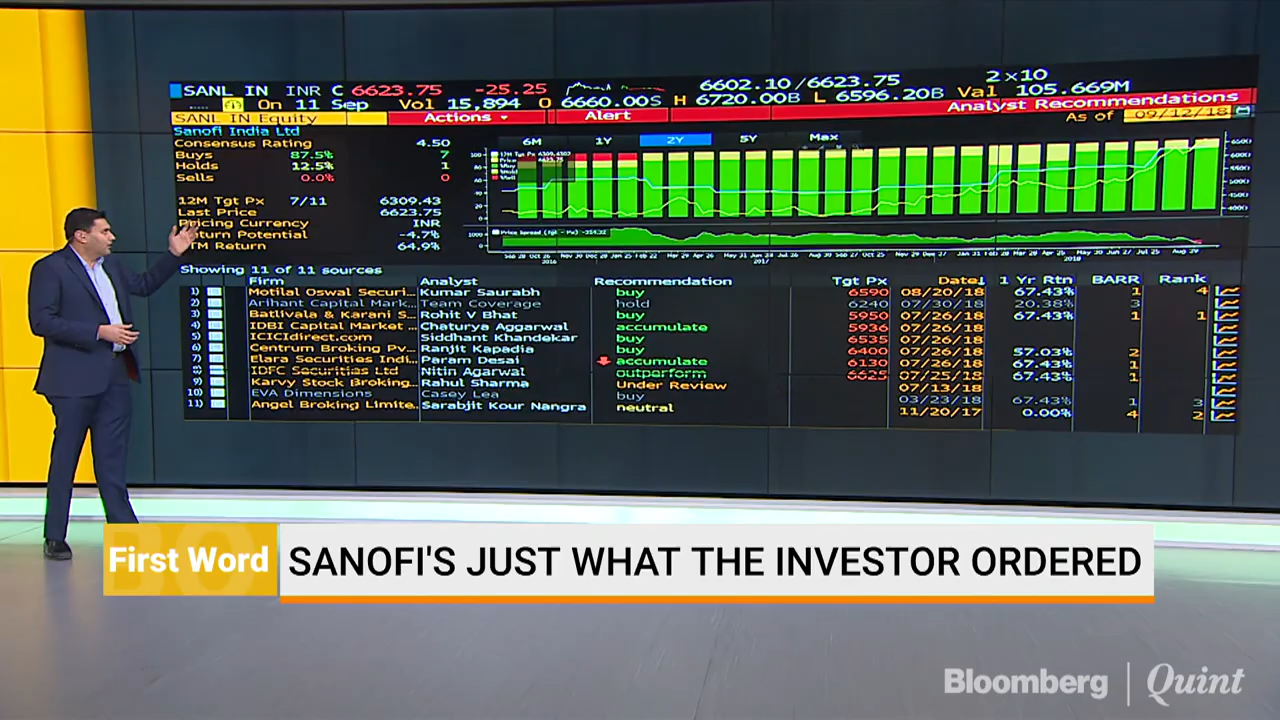 SANL IN INR C 6623.75 -25.25 6602.10/6623.75 2×10
On 11 Sep Vol 15,894 O 6660.00S H 6720.00B L 6596.20B Val 105.669M
SANL IN Equity Actions Alert Analyst Recommendations
Sanofi India Ltd As of 09/12/18
Consensus Rating 4.50
Buys 87.5% 7
Holds 12.5% 1
Sells 0.0% 0
6M 1Y 2Y 5Y Max
12M Tgt Px 7/11 6309.43
Last Price 6623.75
Pricing Currency INR
Return Potential -4.7%
Return 64.9%
Showing 11 of 11 sources
Firm Analyst Recommendation Tgt Px Date↓ 1 Yr Rtn BARR Rank
1) Motilal Oswal Securi... Kumar Saurabh buy 6590 08/20/18 67.43% 1 4
2) Arihant Capital Mark... Team Coverage hold 6240 07/30/18 20.38% 3
3) Batlivala & Karani S... Rohit V Bhat buy 5950 07/26/18 67.43% 1 1
4) IDBI Capital Market ... Chaturya Aggarwal accumulate 5936 07/26/18
5) ICICIdirect.com Siddhant Khandekar buy 6535 07/26/18
6) Centrum Broking Pv... Ranjit Kapadia buy 6400 07/26/18 57.03% 2
7) Elara Securities Indi... Param Desai accumulate 6130 07/26/18 67.43% 1
8) IDFC Securities Ltd Nitin Agarwal outperform 6625 07/25/18 67.43% 1
9) Karvy Stock Broking... Rahul Sharma Under Review 07/13/18
10) EVA Dimensions Casey Lea buy 03/23/18 67.43% 1 3
11) Angel Broking Limite... Sarabjit Kour Nangra neutral 11/20/17 0.00% 4 2
First Word SANOFI'S JUST WHAT THE INVESTOR ORDERED
Bloomberg | Quint